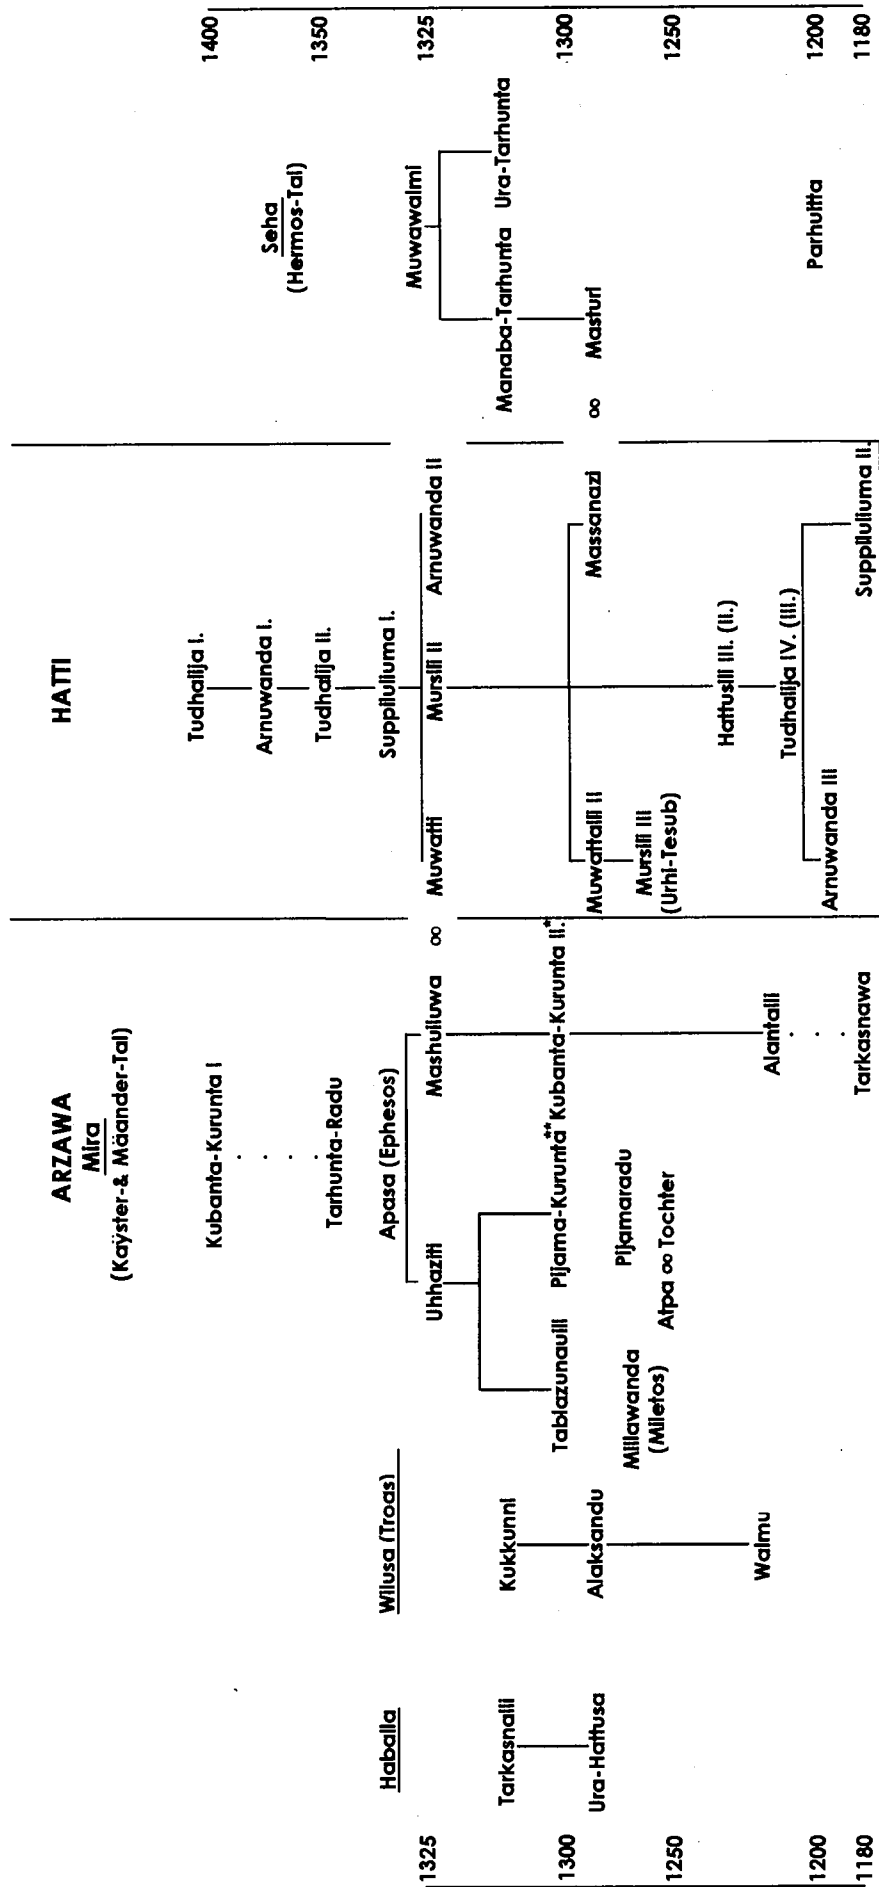 HATTI
ARZAWA
Mira
(Kaÿster-& Mäander-Tal)
Seha
(Hermos-Tal)
Haballa
Wilusa (Troas)
Apasa (Ephesos)
1400
1350
1325
1300
1250
1200
1180
1325
1300
1250
1200
1180
Tarkasnalli
Ura-Hattusa
Kukkunni
Alaksandu
Walmu
Kubanta-Kurunta I
Tarhunta-Radu
Uhhaziti
Mashuiluwa
∞
Tablazunauili
Pijama-Kurunta**
Kubanta-Kurunta II.*
Millawanda
(Miletos)
Pijamaradu
Atpa ∞ Tochter
Alantalli
Tarkasnawa
Tudhalija I.
Arnuwanda I.
Tudhalija II.
Suppiluliuma I.
Muwatti
Mursili II
Arnuwanda II
Muwattalli II
Massanazi
Mursili III
(Urhi-Tesub)
Hattusili III. (II.)
Tudhalija IV. (III.)
Arnuwanda III
Suppiluliuma II.
Muwawalmi
Manaba-Tarhunta
Ura-Tarhunta
∞
Masturi
Parhuitta